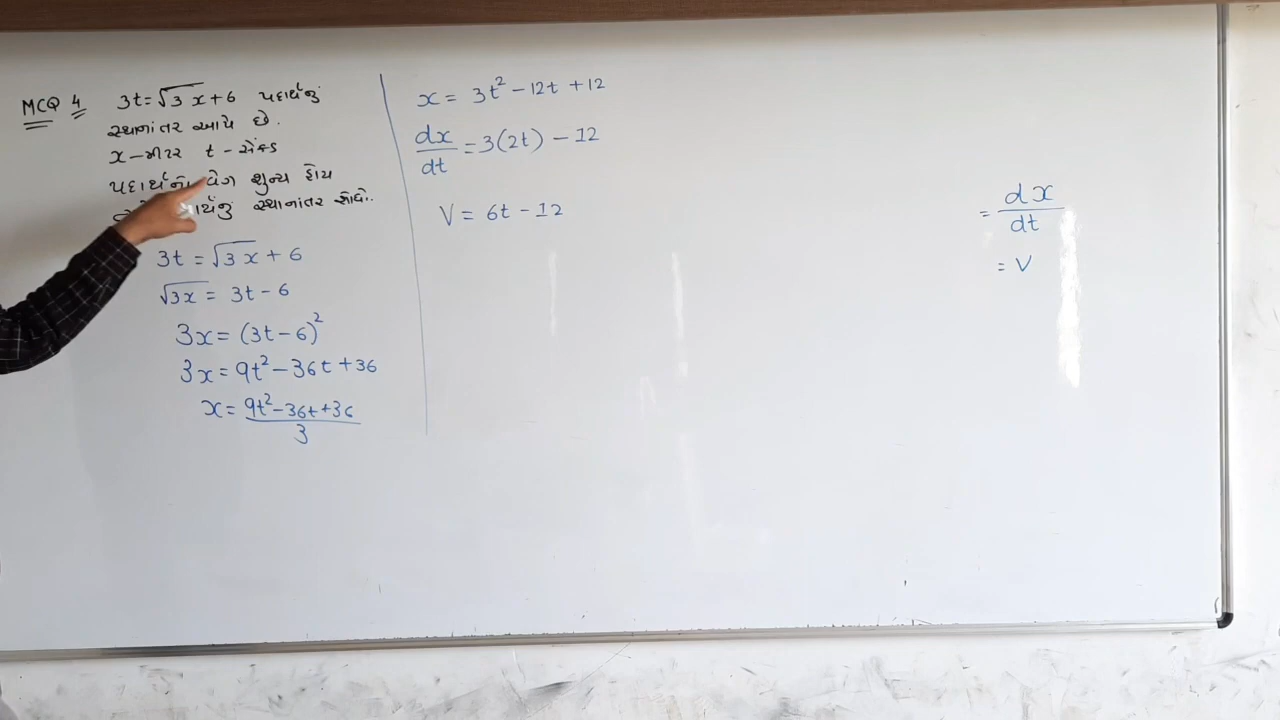 MCQ 4 3t = √3x + 6 પદાર્થનું
સ્થાનાંતર આપે છે.
x - મીટર t - સેકંડ
પદાર્થનો વેગ શુન્ય હોય
સ્થાનાંતર શોધો..
3t = √3x + 6
√3x = 3t - 6
3x = (3t - 6)²
3x = 9t² - 36t + 36
x = 9t² - 36t + 36
3
x = 3t² - 12t + 12
dx
dt
= 3(2t) - 12
V = 6t - 12
= dx
dt
= V